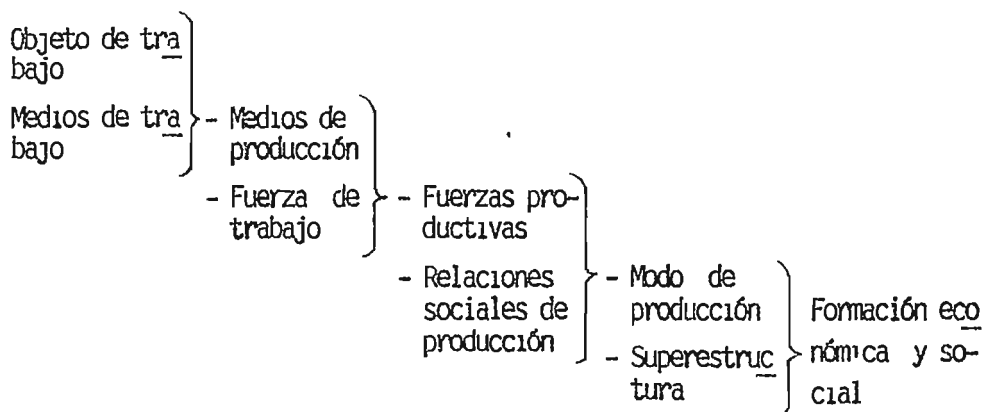 Objeto de tra
bajo
Medios de tra
bajo
- Medios de
producción
- Fuerza de
trabajo
- Fuerzas pro-
ductivas
- Relaciones
sociales de
producción
- Modo de
producción
- Superestruc
tura
Formación eco
nómica y so-
cial